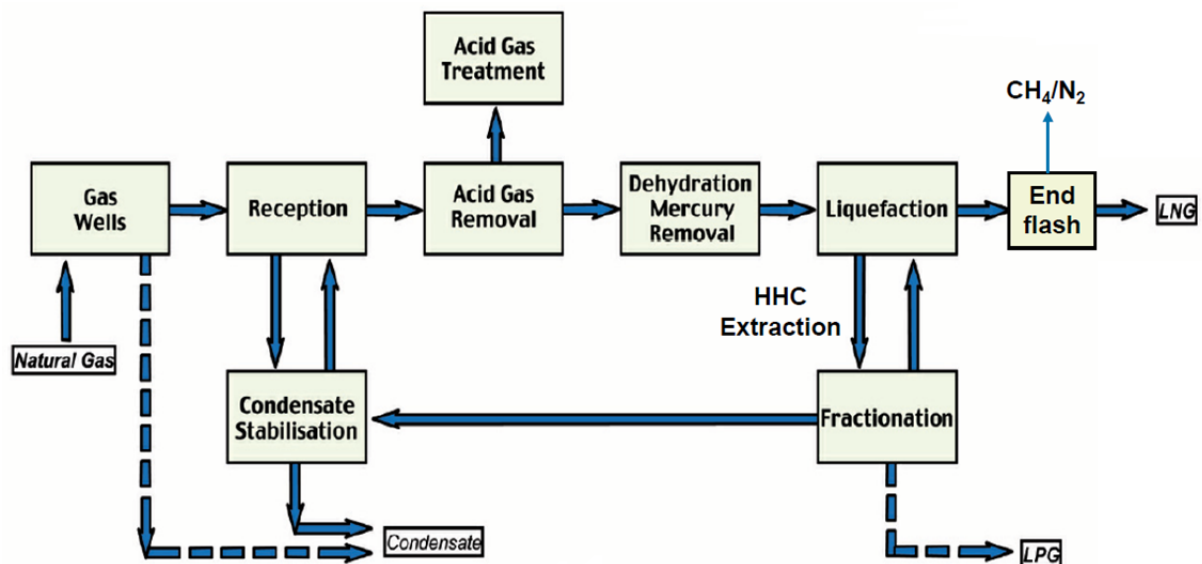 Acid Gas
Treatment
CH₄/N₂
Gas
Wells
Reception
Acid Gas
Removal
Dehydration
Mercury
Removal
Liquefaction
End
flash
LNG
HHC
Extraction
Natural Gas
Condensate
Stabilisation
Fractionation
Condensate
LPG